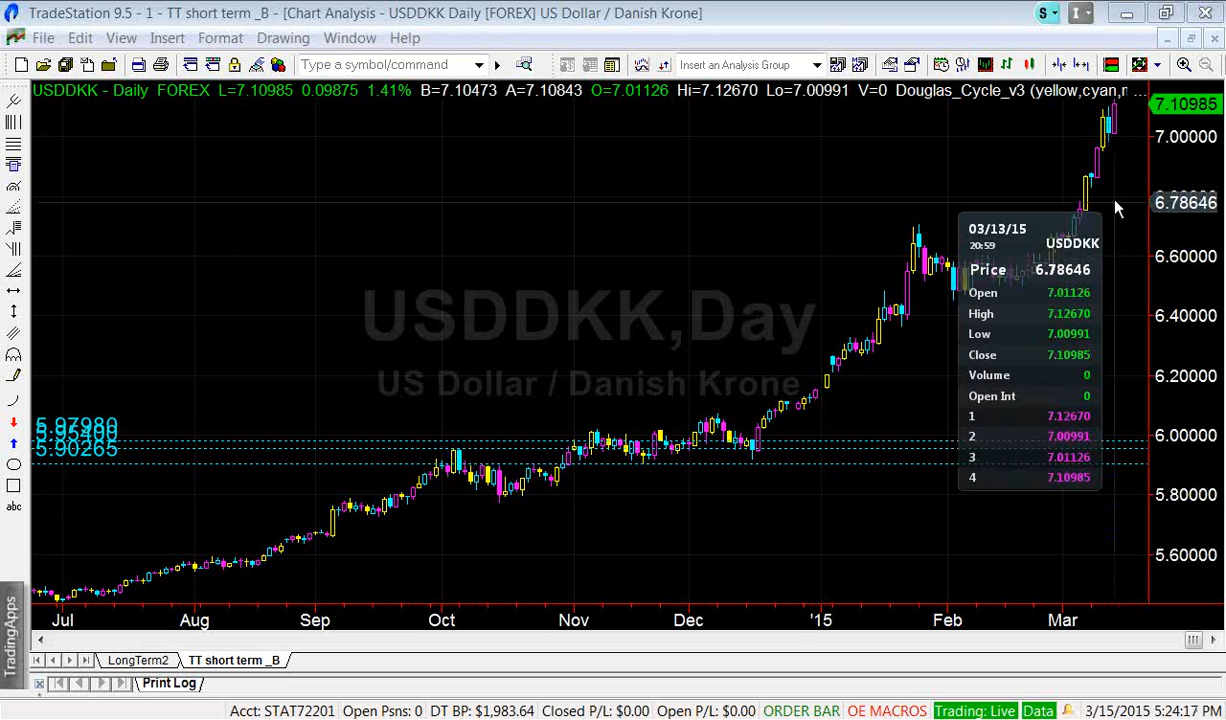 TradeStation 9.5 - 1 - TT short term _B - [Chart Analysis - USDDKK Daily [FOREX] US Dollar / Danish Krone]
S
I
File Edit View Insert Format Drawing Window Help
Type a symbol/command
Insert an Analysis Group
USDDKK - Daily FOREX L=7.10985 0.09875 1.41% B=7.10473 A=7.10843 O=7.01126 Hi=7.12670 Lo=7.00991 V=0 Douglas_Cycle_v3 (yellow,cyan,m ...
7.10985
7.00000
6.78646
03/13/15
20:59 USDDKK
Price 6.78646
Open 7.01126
High 7.12670
Low 7.00991
Close 7.10985
Volume 0
Open Int 0
1 7.12670
2 7.00991
3 7.01126
4 7.10985
6.60000
6.40000
6.20000
6.00000
5.80000
5.60000
USDDKK,Day
US Dollar / Danish Krone
5.97980
5.95400
5.90265
abc
Jul Aug Sep Oct Nov Dec '15 Feb Mar
TradingApps
LongTerm2 TT short term _B
Print Log
Acct: STAT72201 Open Psns: 0 DT BP: $1,983.64 Closed P/L: $0.00 Open P/L: $0.00 ORDER BAR OE MACROS Trading: Live Data 3/15/2015 5:24:17 PM